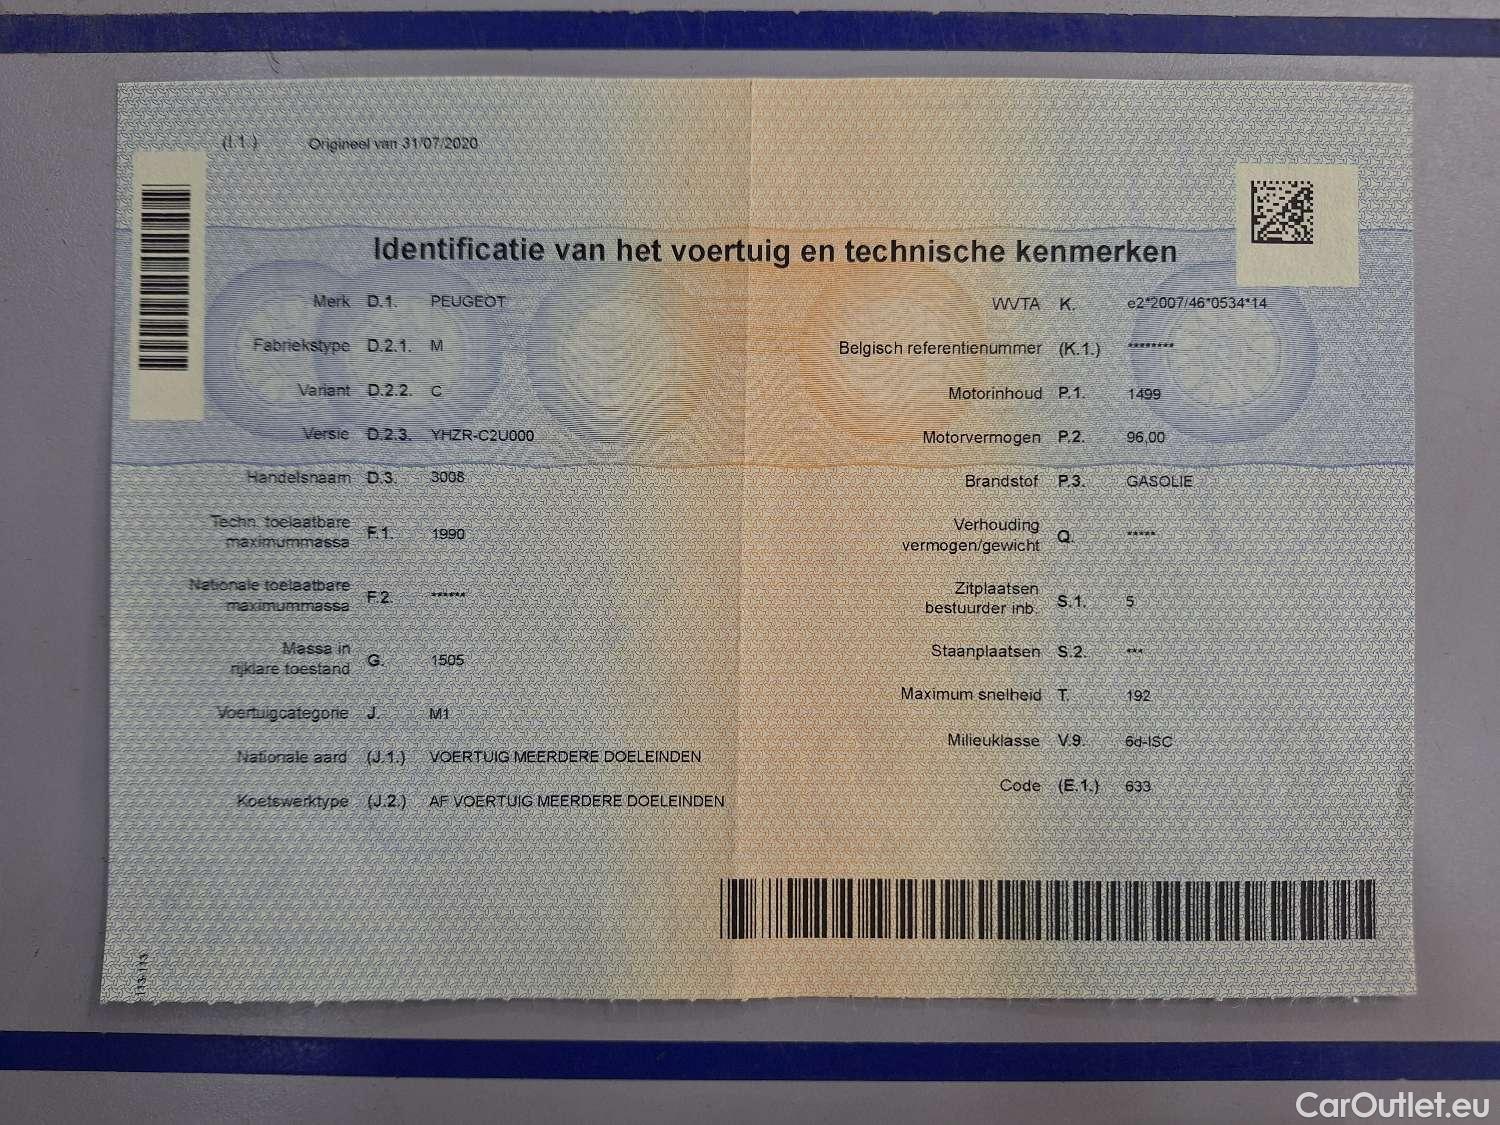 (I.1.) Origineel van 31/07/2020
Identificatie van het voertuig en technische kenmerken
Merk D.1. PEUGEOT
Fabriekstype D.2.1. M
Variant D.2.2. C
Versie D.2.3. YHZR-C2U000
Handelsnaam D.3. 3008
Techn. toelaatbare
maximummassa F.1. 1990
Nationale toelaatbare
maximummassa F.2. ******
Massa in
rijklare toestand G. 1505
Voertuigcategorie J. M1
Nationale aard (J.1.) VOERTUIG MEERDERE DOELEINDEN
Koetswerktype (J.2.) AF VOERTUIG MEERDERE DOELEINDEN
WVTA K. e2*2007/46*0534*14
Belgisch referentienummer (K.1.) ********
Motorinhoud P.1. 1499
Motorvermogen P.2. 96,00
Brandstof P.3. GASOLIE
Verhouding
vermogen/gewicht Q. *****
Zitplaatsen
bestuurder inb. S.1. 5
Staanplaatsen S.2. ***
Maximum snelheid T. 192
Milieuklasse V.9. 6d-ISC
Code (E.1.) 633
113-113
CarOutlet.eu